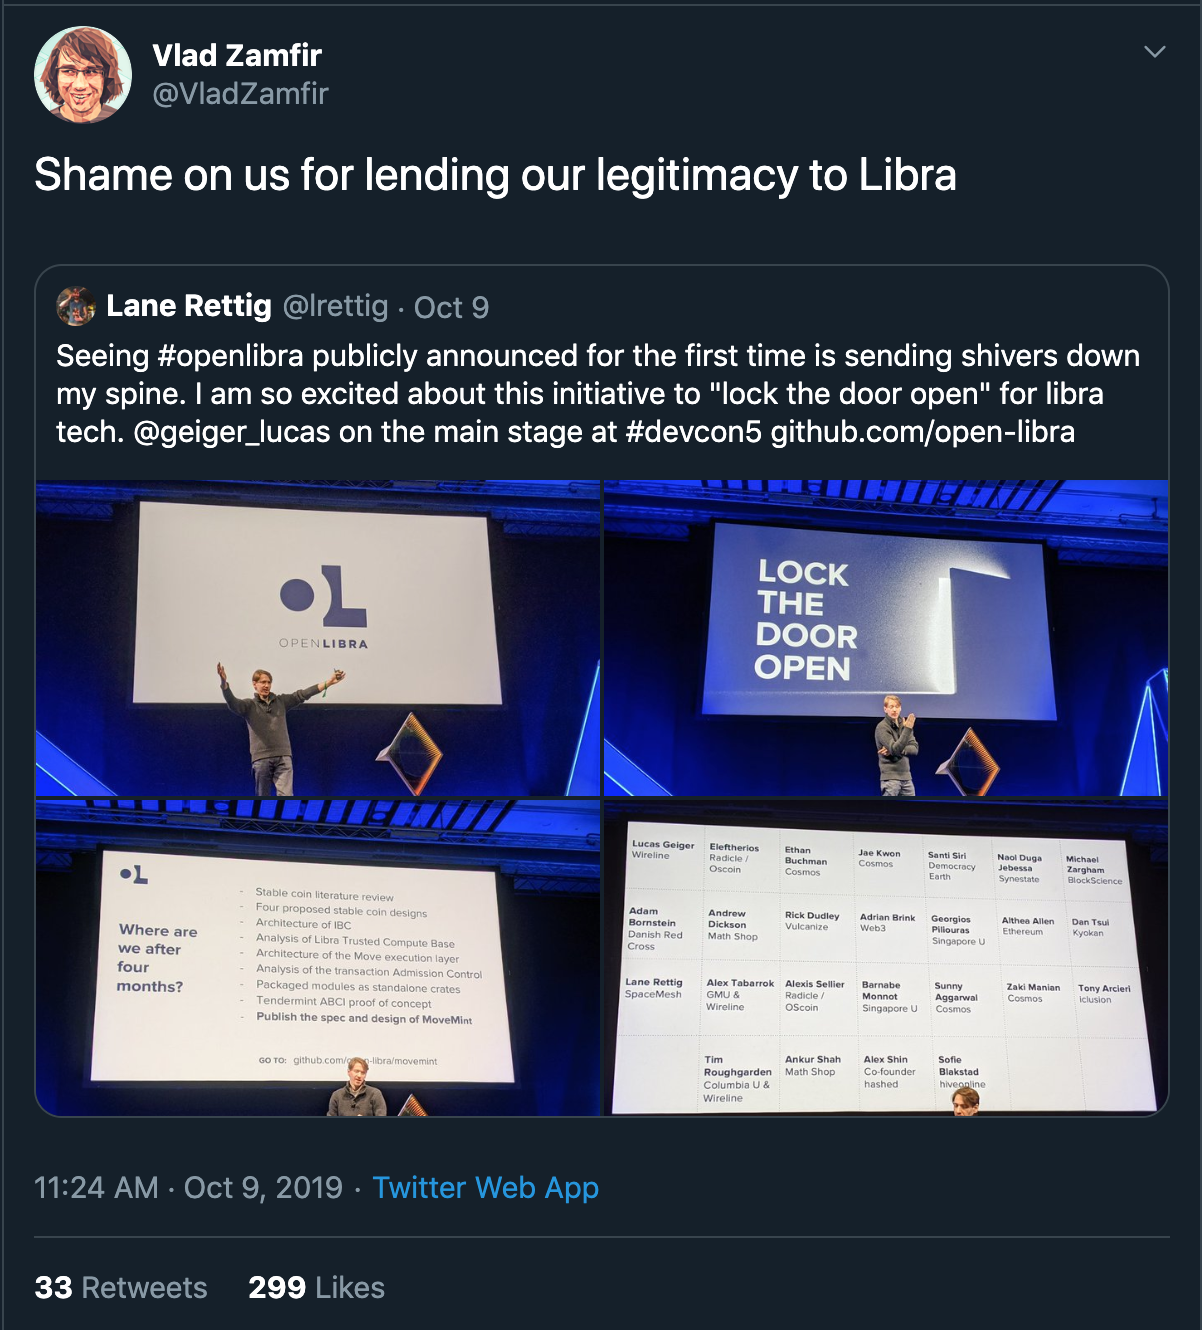 Vlad Zamfir
@VladZamfir
Shame on us for lending our legitimacy to Libra
Lane Rettig @lrettig · Oct 9
Seeing #openlibra publicly announced for the first time is sending shivers down
my spine. I am so excited about this initiative to "lock the door open" for libra
tech. @geiger_lucas on the main stage at #devcon5 github.com/open-libra
OL
OPENLIBRA
LOCK
THE
DOOR
OPEN
OL
Where are
we after
four
months?
- Stable coin literature review
- Four proposed stable coin designs
- Architecture of IBC
- Analysis of Libra Trusted Compute Base
- Architecture of the Move execution layer
- Analysis of the transaction Admission Control
- Packaged modules as standalone crates
- Tendermint ABCI proof of concept
- Publish the spec and design of MoveMint
GO TO: github.com/open-libra/movemint
Lucas Geiger
Wireline
Eleftherios
Radicle /
Oscoin
Ethan
Buchman
Cosmos
Jae Kwon
Cosmos
Santi Siri
Democracy
Earth
Naol Duga
Jebessa
Synestate
Michael
Zargham
BlockScience
Adam
Bornstein
Danish Red
Cross
Andrew
Dickson
Math Shop
Rick Dudley
Vulcanize
Adrian Brink
Web3
Georgios
Piliouras
Singapore U
Althea Allen
Ethereum
Dan Tsui
Kyokan
Lane Rettig
SpaceMesh
Alex Tabarrok
GMU &
Wireline
Alexis Sellier
Radicle /
OScoin
Barnabe
Monnot
Singapore U
Sunny
Aggarwal
Cosmos
Zaki Manian
Cosmos
Tony Arcieri
Iclusion
Tim
Roughgarden
Columbia U &
Wireline
Ankur Shah
Math Shop
Alex Shin
Co-founder
hashed
Sofie
Blakstad
hiveonline
11:24 AM · Oct 9, 2019 · Twitter Web App
33 Retweets 299 Likes